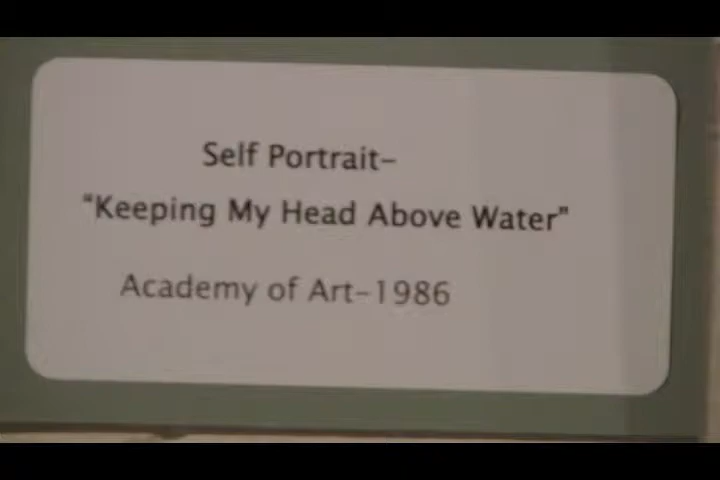 Self Portrait–
“Keeping My Head Above Water”
Academy of Art–1986